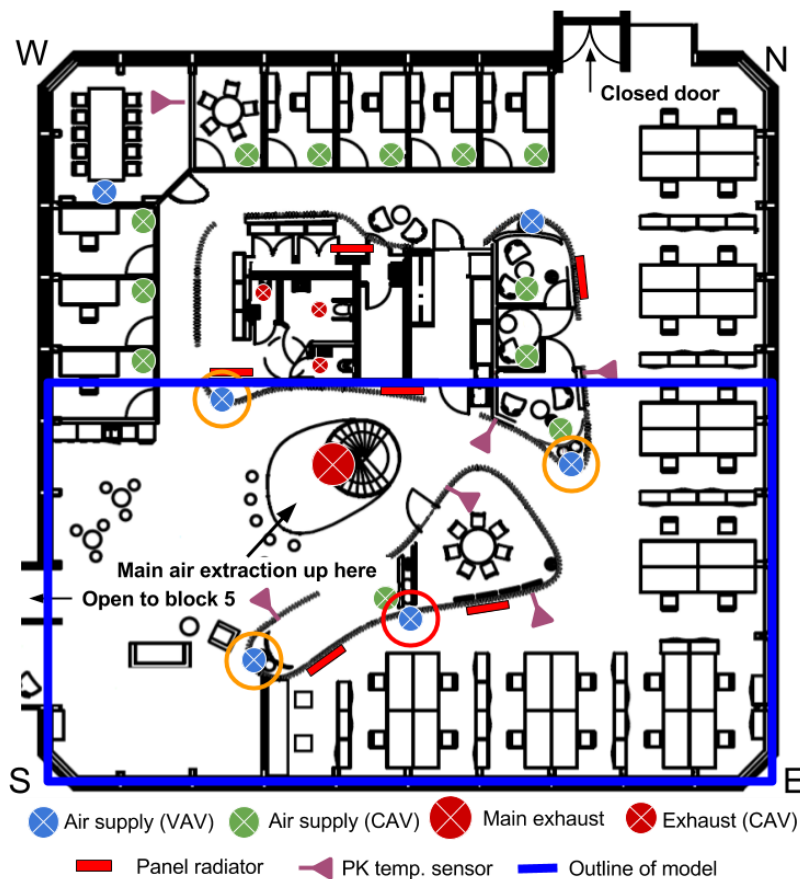 W
N
Closed door
Main air extraction up here
Open to block 5
S
E
Air supply (VAV) Air supply (CAV) Main exhaust Exhaust (CAV)
Panel radiator PK temp. sensor Outline of model